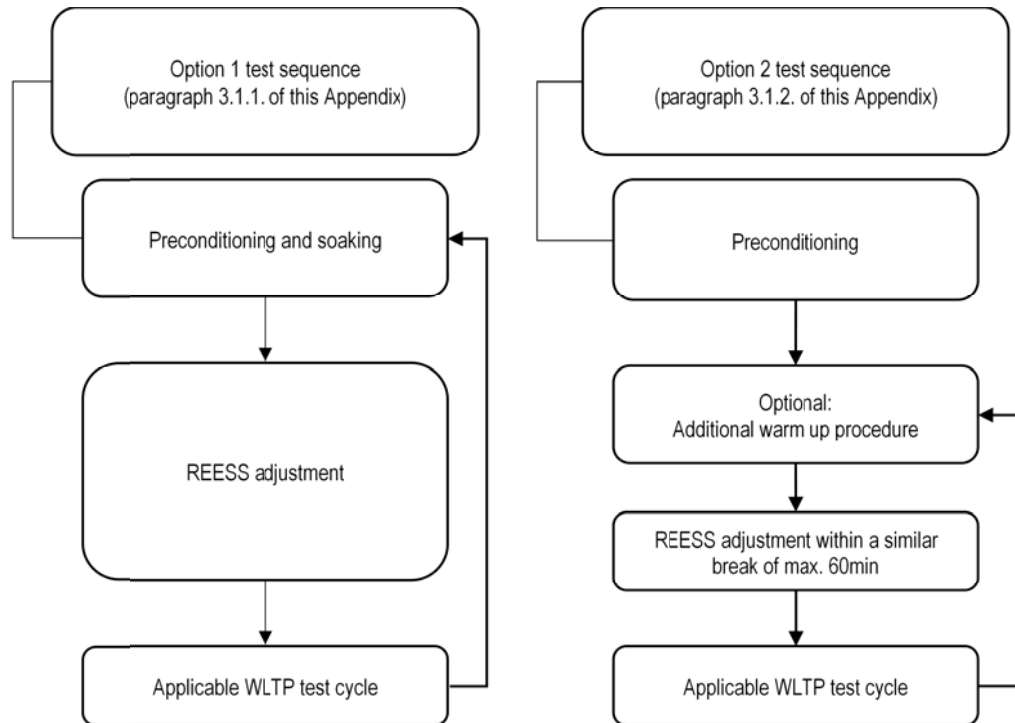 Option 1 test sequence
(paragraph 3.1.1. of this Appendix)
Preconditioning and soaking
REESS adjustment
Applicable WLTP test cycle
Option 2 test sequence
(paragraph 3.1.2. of this Appendix)
Preconditioning
Optional:
Additional warm up procedure
REESS adjustment within a similar
break of max. 60min
Applicable WLTP test cycle